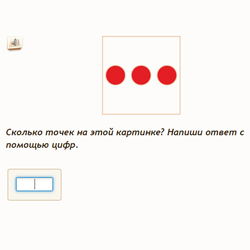 Сколько точек на этой картинке? Напиши ответ с
помощью цифр.